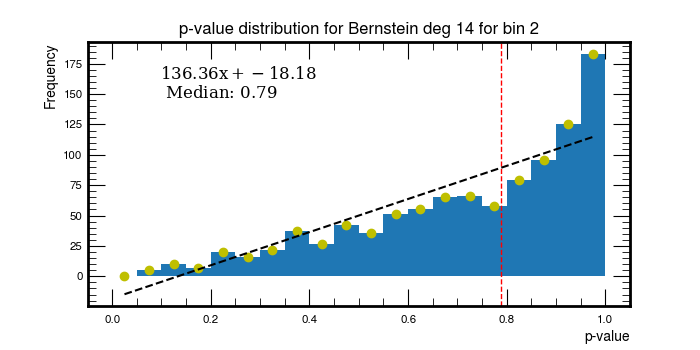 p-value distribution for Bernstein deg 14 for bin 2
Frequency
136.36x + −18.18
Median: 0.79
175
150
125
100
75
50
25
0
0.0 0.2 0.4 0.6 0.8 1.0
p-value